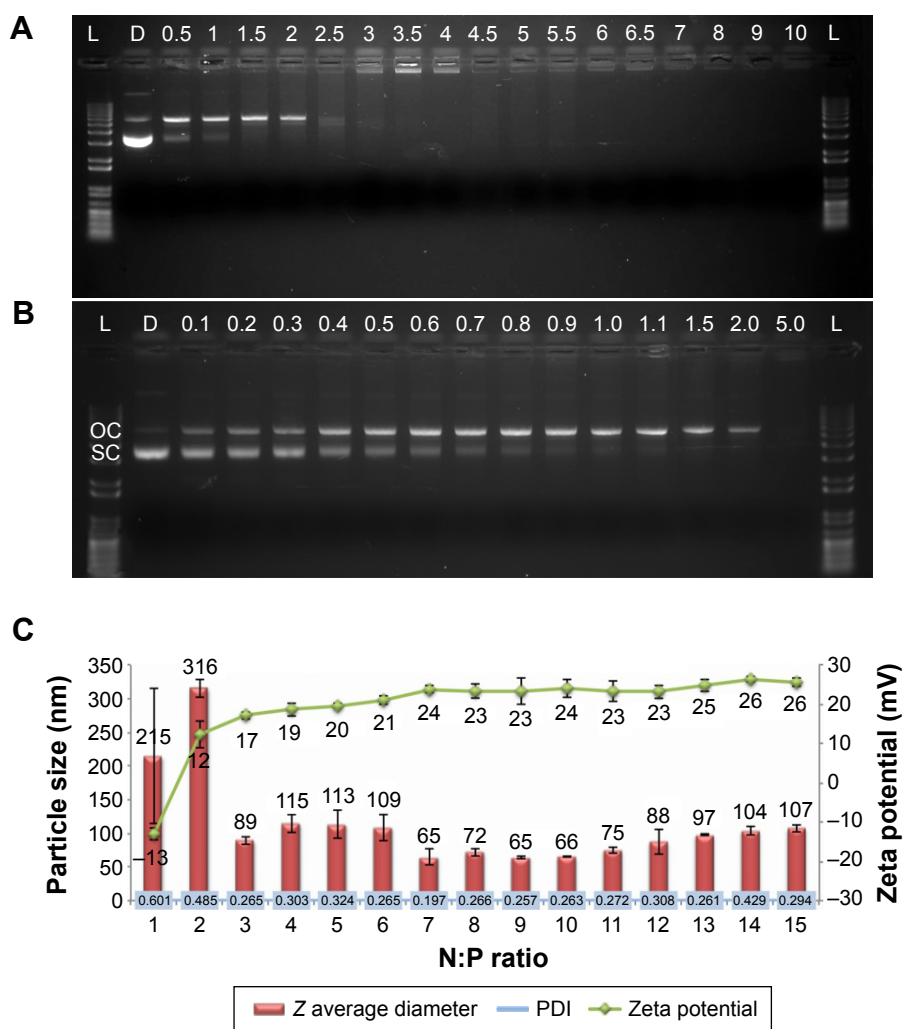 A
L D 0.5 1 1.5 2 2.5 3 3.5 4 4.5 5 5.5 6 6.5 7 8 9 10 L
B
L D 0.1 0.2 0.3 0.4 0.5 0.6 0.7 0.8 0.9 1.0 1.1 1.5 2.0 5.0 L
OC
SC
C
Particle size (nm)
350
300
250
200
150
100
50
0
215 316 89 115 113 109 65 72 65 66 75 88 97 104 107
–13 12 17 19 20 21 24 23 23 24 23 23 25 26 26
0.601 0.485 0.265 0.303 0.324 0.265 0.197 0.266 0.257 0.263 0.272 0.308 0.261 0.429 0.294
1 2 3 4 5 6 7 8 9 10 11 12 13 14 15
N:P ratio
30
20
10
0
–10
–20
–30
Zeta potential (mV)
Z average diameter PDI Zeta potential